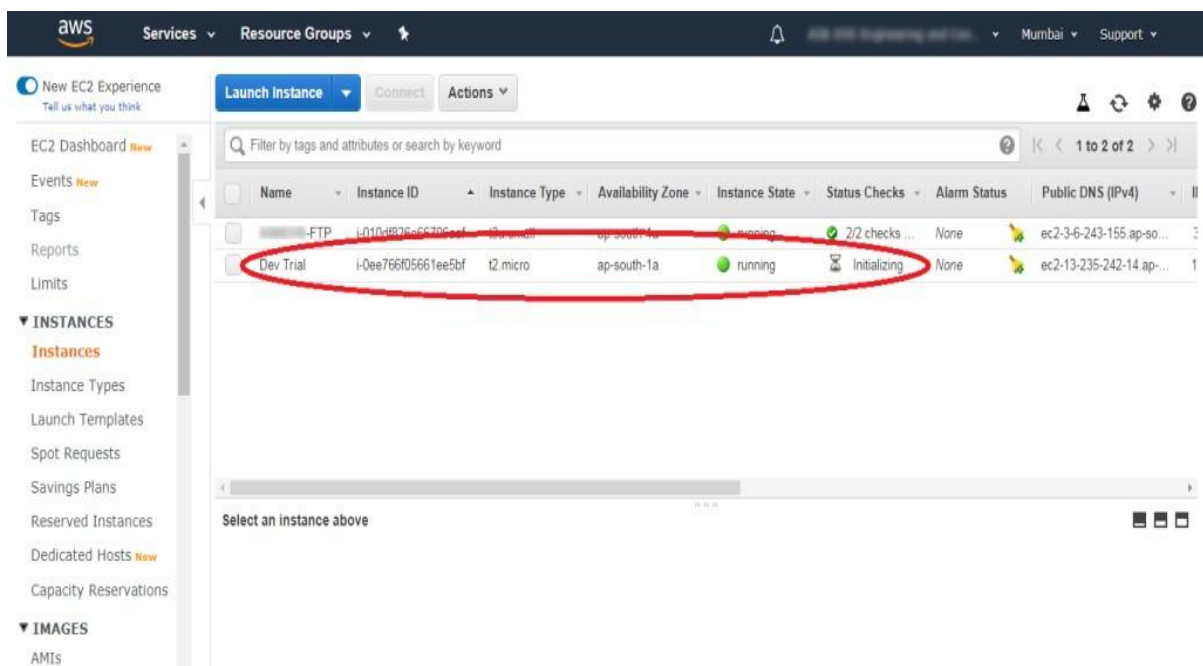 aws Services Resource Groups Mumbai Support
New EC2 Experience
Tell us what you think
Launch Instance Connect Actions
EC2 Dashboard New
Events New
Tags
Reports
Limits
INSTANCES
Instances
Instance Types
Launch Templates
Spot Requests
Savings Plans
Reserved Instances
Dedicated Hosts New
Capacity Reservations
IMAGES
AMIs
Filter by tags and attributes or search by keyword 1 to 2 of 2
Name Instance ID Instance Type Availability Zone Instance State Status Checks Alarm Status Public DNS (IPv4)
-FTP running 2/2 checks ... None ec2-3-6-243-155.ap-so...
Dev Trial i-0ee766f05661ee5bf t2.micro ap-south-1a running Initializing None ec2-13-235-242-14.ap-... 1
Select an instance above